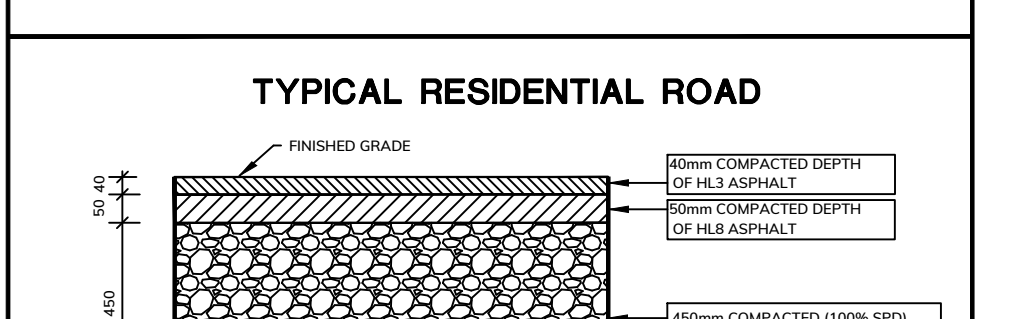 TYPICAL RESIDENTIAL ROAD
FINISHED GRADE
40mm COMPACTED DEPTH
OF HL3 ASPHALT
50mm COMPACTED DEPTH
OF HL8 ASPHALT
450mm COMPACTED (100% SPD)
40
50
450